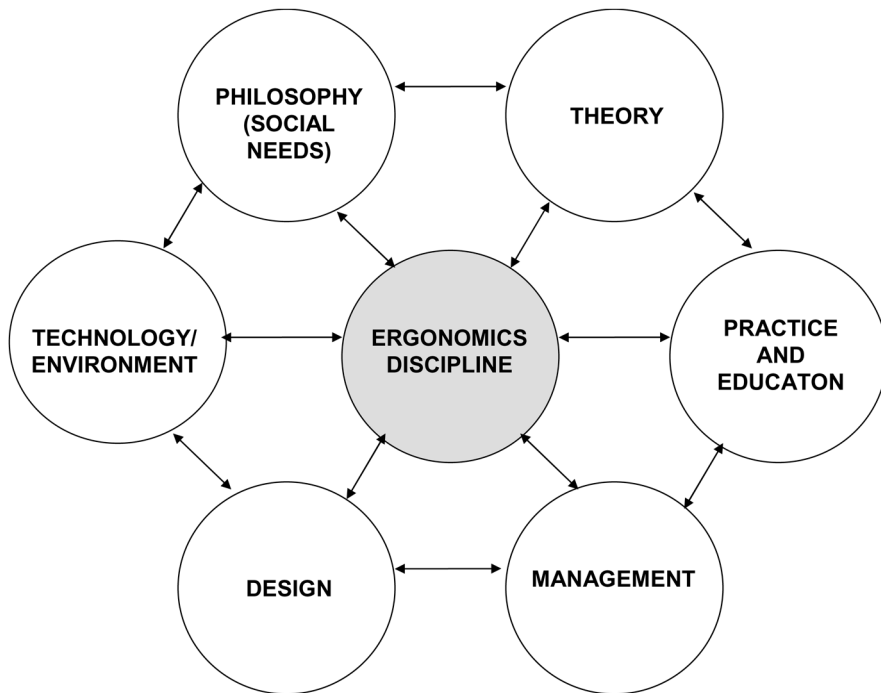 PHILOSOPHY
(SOCIAL
NEEDS)
THEORY
TECHNOLOGY/
ENVIRONMENT
ERGONOMICS
DISCIPLINE
PRACTICE
AND
EDUCATON
DESIGN
MANAGEMENT